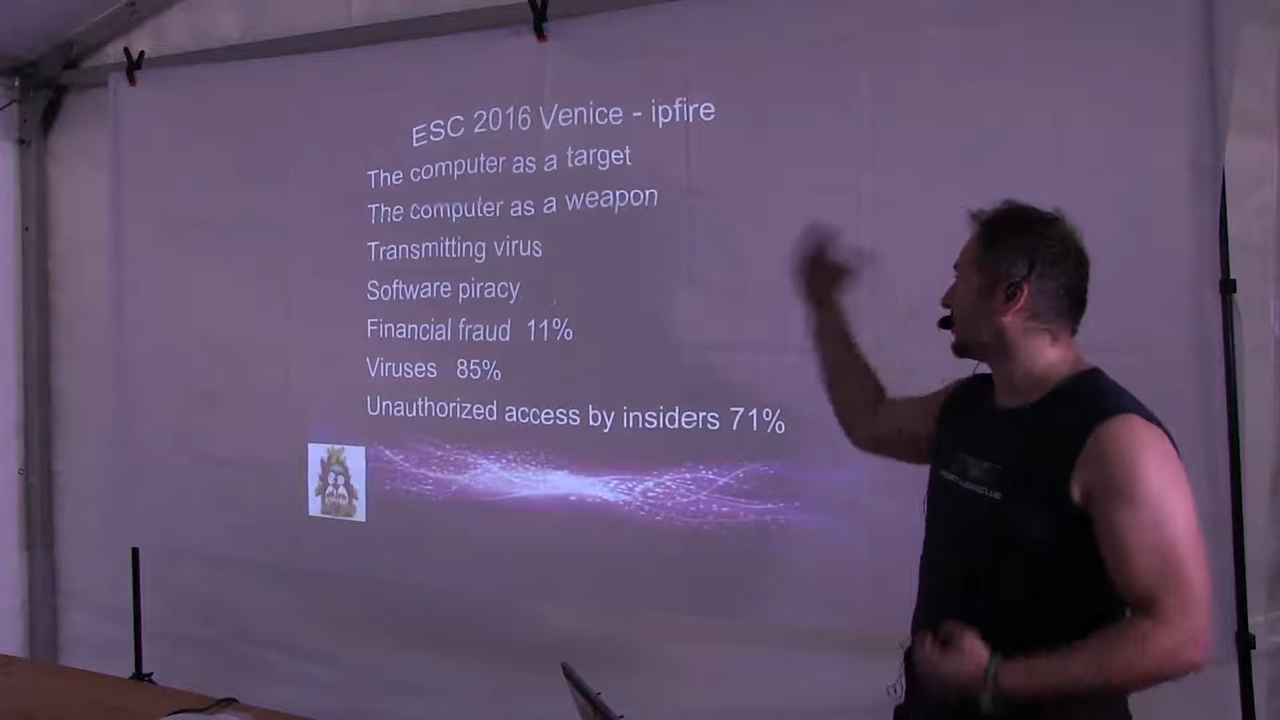 ESC 2016 Venice - ipfire
The computer as a target
The computer as a weapon
Transmitting virus
Software piracy
Financial fraud 11%
Viruses 85%
Unauthorized access by insiders 71%